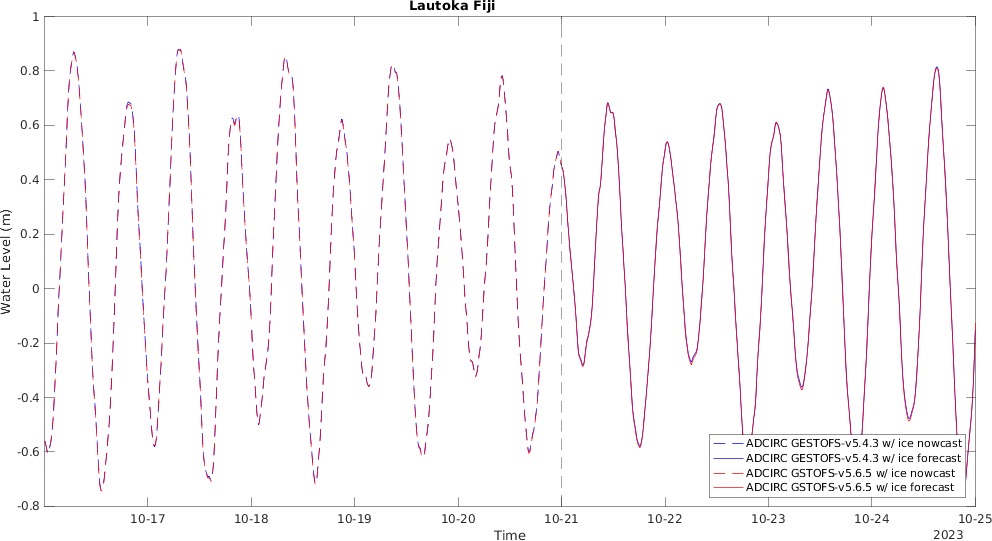 Lautoka Fiji
1
0.8
0.6
0.4
0.2
0
-0.2
-0.4
-0.6
-0.8
Water Level (m)
10-17
10-18
10-19
10-20
10-21
10-22
10-23
10-24
10-25
Time
2023
ADCIRC GESTOFS-v5.4.3 w/ ice nowcast
ADCIRC GESTOFS-v5.4.3 w/ ice forecast
ADCIRC GSTOFS-v5.6.5 w/ ice nowcast
ADCIRC GSTOFS-v5.6.5 w/ ice forecast